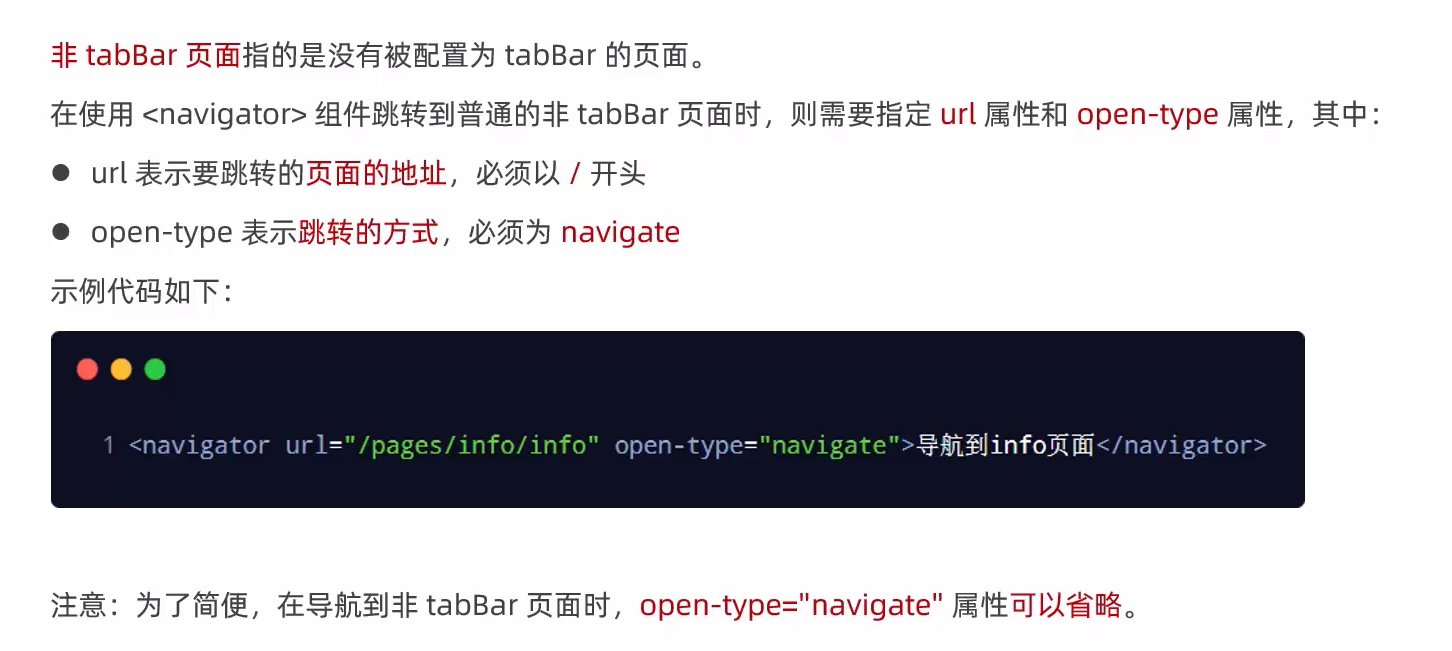 非 tabBar 页面指的是没有被配置为 tabBar 的页面。
在使用 <navigator> 组件跳转到普通的非 tabBar 页面时，则需要指定 url 属性和 open-type 属性，其中：
● url 表示要跳转的页面的地址，必须以 / 开头
● open-type 表示跳转的方式，必须为 navigate
示例代码如下：
1 <navigator url="/pages/info/info" open-type="navigate">导航到info页面</navigator>
注意：为了简便，在导航到非 tabBar 页面时，open-type="navigate" 属性可以省略。